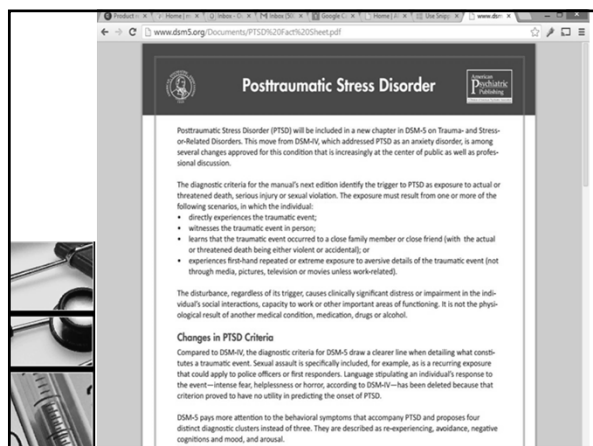 www.dsm5.org/Documents/PTSD%20Fact%20Sheet.pdf
Posttraumatic Stress Disorder
American
Psychiatric
Publishing
Posttraumatic Stress Disorder (PTSD) will be included in a new chapter in DSM-5 on Trauma- and Stress-
or-Related Disorders. This move from DSM-IV, which addressed PTSD as an anxiety disorder, is among
several changes approved for this condition that is increasingly at the center of public as well as profes-
sional discussion.
The diagnostic criteria for the manual's next edition identify the trigger to PTSD as exposure to actual or
threatened death, serious injury or sexual violation. The exposure must result from one or more of the
following scenarios, in which the individual:
• directly experiences the traumatic event;
• witnesses the traumatic event in person;
• learns that the traumatic event occurred to a close family member or close friend (with the actual
or threatened death being either violent or accidental); or
• experiences first-hand repeated or extreme exposure to aversive details of the traumatic event (not
through media, pictures, television or movies unless work-related).
The disturbance, regardless of its trigger, causes clinically significant distress or impairment in the indi-
vidual's social interactions, capacity to work or other important areas of functioning. It is not the physi-
ological result of another medical condition, medication, drugs or alcohol.
Changes in PTSD Criteria
Compared to DSM-IV, the diagnostic criteria for DSM-5 draw a clearer line when detailing what consti-
tutes a traumatic event. Sexual assault is specifically included, for example, as is a recurring exposure
that could apply to police officers or first responders. Language stipulating an individual's response to
the event—intense fear, helplessness or horror, according to DSM-IV—has been deleted because that
criterion proved to have no utility in predicting the onset of PTSD.
DSM-5 pays more attention to the behavioral symptoms that accompany PTSD and proposes four
distinct diagnostic clusters instead of three. They are described as re-experiencing, avoidance, negative
cognitions and mood, and arousal.